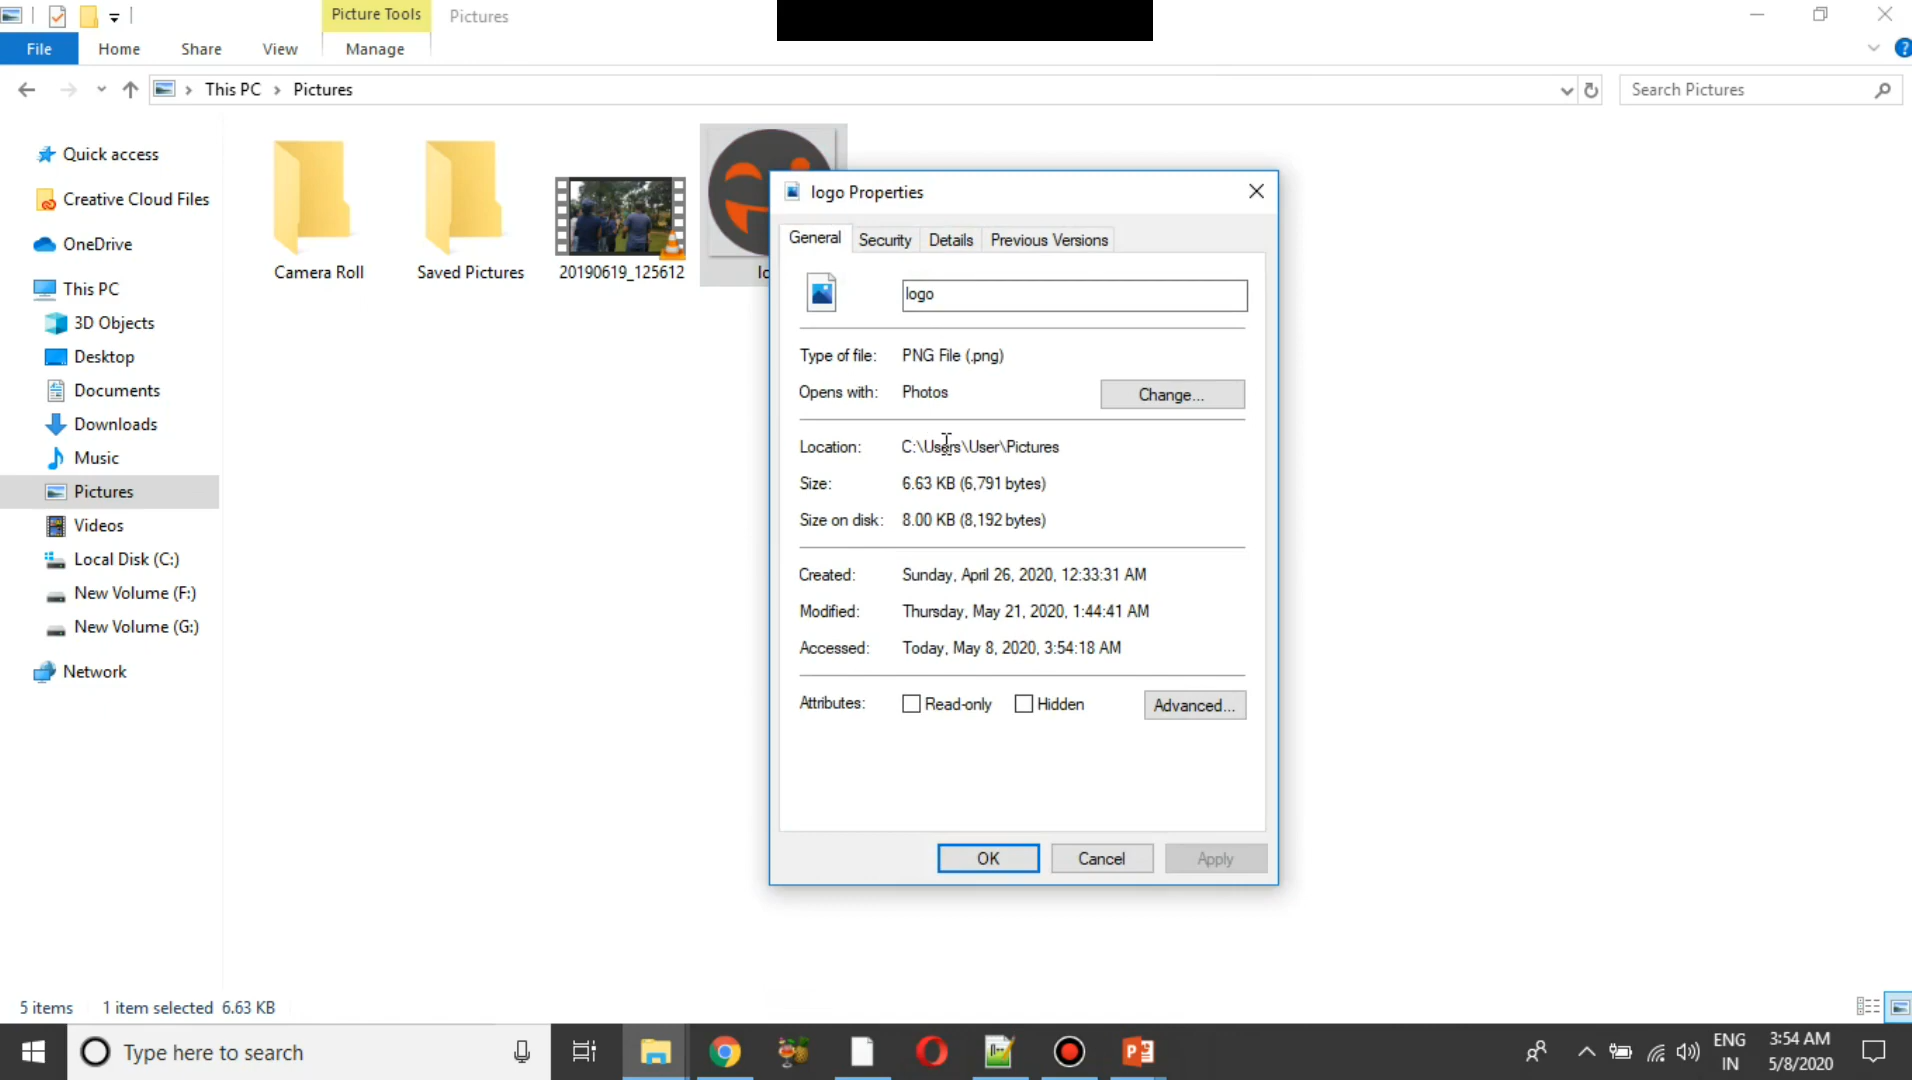 Picture Tools
Pictures
File
Home
Share
View
Manage
This PC
Pictures
Search Pictures
Quick access
Creative Cloud Files
OneDrive
This PC
3D Objects
Desktop
Documents
Downloads
Music
Pictures
Videos
Local Disk (C:)
New Volume (F:)
New Volume (G:)
Network
Camera Roll
Saved Pictures
20190619_125612
logo Properties
General
Security
Details
Previous Versions
logo
Type of file: PNG File (.png)
Opens with: Photos
Change...
Location: C:\Users\User\Pictures
Size: 6.63 KB (6,791 bytes)
Size on disk: 8.00 KB (8,192 bytes)
Created: Sunday, April 26, 2020, 12:33:31 AM
Modified: Thursday, May 21, 2020, 1:44:41 AM
Accessed: Today, May 8, 2020, 3:54:18 AM
Attributes: Read-only Hidden
Advanced...
OK
Cancel
Apply
5 items 1 item selected 6.63 KB
Type here to search
ENG
IN
3:54 AM
5/8/2020